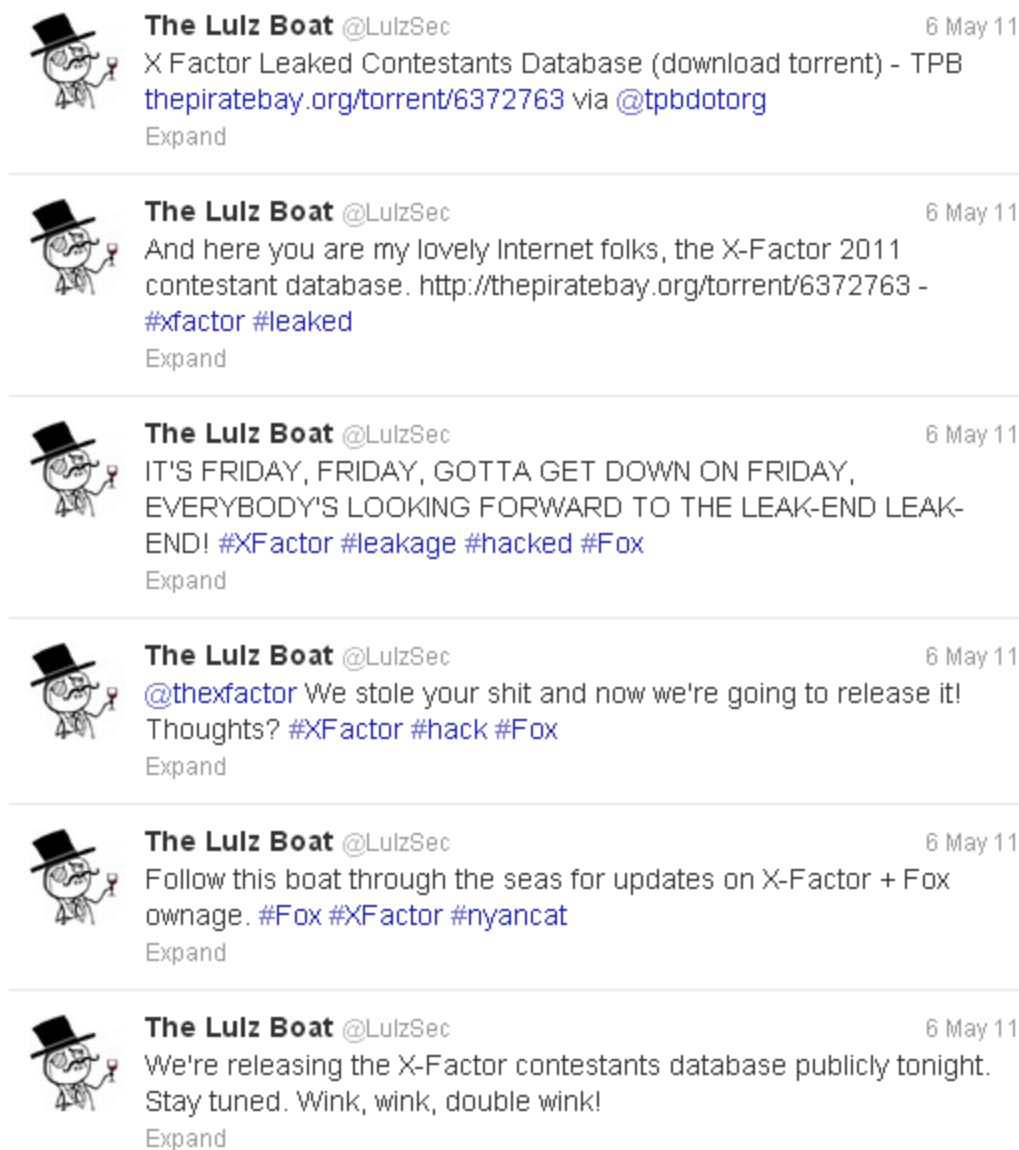 The Lulz Boat @LulzSec 6 May 11
X Factor Leaked Contestants Database (download torrent) - TPB
thepiratebay.org/torrent/6372763 via @tpbdotorg
Expand
The Lulz Boat @LulzSec 6 May 11
And here you are my lovely Internet folks, the X-Factor 2011
contestant database. http://thepiratebay.org/torrent/6372763 -
#xfactor #leaked
Expand
The Lulz Boat @LulzSec 6 May 11
IT'S FRIDAY, FRIDAY, GOTTA GET DOWN ON FRIDAY,
EVERYBODY'S LOOKING FORWARD TO THE LEAK-END LEAK-
END! #XFactor #leakage #hacked #Fox
Expand
The Lulz Boat @LulzSec 6 May 11
@thexfactor We stole your shit and now we're going to release it!
Thoughts? #XFactor #hack #Fox
Expand
The Lulz Boat @LulzSec 6 May 11
Follow this boat through the seas for updates on X-Factor + Fox
ownage. #Fox #XFactor #nyancat
Expand
The Lulz Boat @LulzSec 6 May 11
We're releasing the X-Factor contestants database publicly tonight.
Stay tuned. Wink, wink, double wink!
Expand